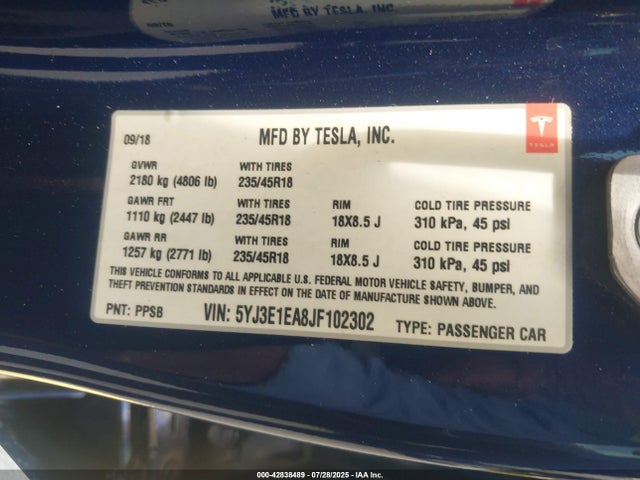 MFD BY TESLA, INC.
09/18
MFD BY TESLA, INC.
TESLA
GVWR WITH TIRES
2180 kg (4806 lb) 235/45R18
GAWR FRT WITH TIRES RIM COLD TIRE PRESSURE
1110 kg (2447 lb) 235/45R18 18X8.5 J 310 kPa, 45 psi
GAWR RR WITH TIRES RIM COLD TIRE PRESSURE
1257 kg (2771 lb) 235/45R18 18X8.5 J 310 kPa, 45 psi
THIS VEHICLE CONFORMS TO ALL APPLICABLE U.S. FEDERAL MOTOR VEHICLE SAFETY, BUMPER, AND
THEFT PREVENTION STANDARDS IN EFFECT ON THE DATE OF MANUFACTURE SHOWN ABOVE.
PNT: PPSB VIN: 5YJ3E1EA8JF102302 TYPE: PASSENGER CAR
000-42838489 - 07/28/2025 - IAA Inc.